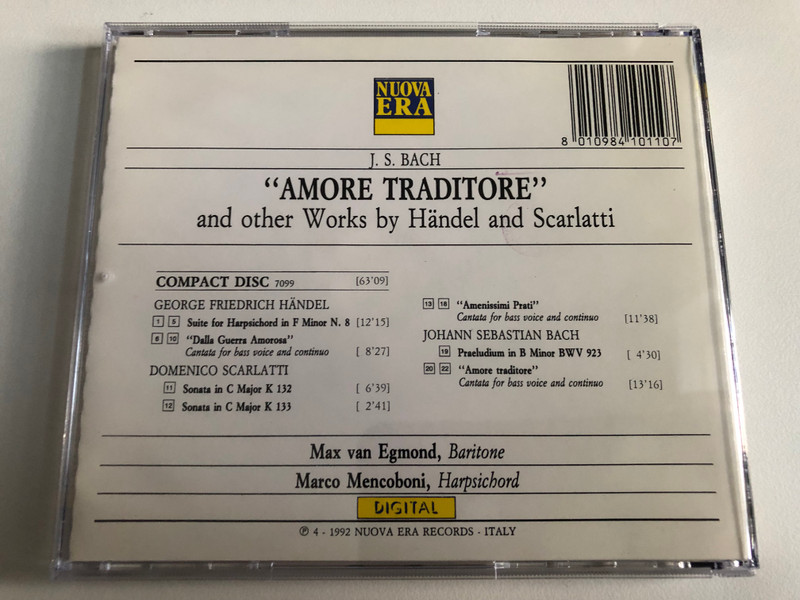 NUOVA
ERA
8 010984 101107
J. S. BACH
“AMORE TRADITORE”
and other Works by Händel and Scarlatti
COMPACT DISC 7099 [63'09]
GEORGE FRIEDRICH HÄNDEL
1 5 Suite for Harpsichord in F Minor N. 8 [12'15]
6 10 “Dalla Guerra Amorosa”
Cantata for bass voice and continuo [ 8'27]
DOMENICO SCARLATTI
11 Sonata in C Major K 132 [ 6'39]
12 Sonata in C Major K 133 [ 2'41]
13 18 “Amenissimi Prati”
Cantata for bass voice and continuo [11'38]
JOHANN SEBASTIAN BACH
19 Praeludium in B Minor BWV 923 [ 4'30]
20 22 “Amore traditore”
Cantata for bass voice and continuo [13'16]
Max van Egmond, Baritone
Marco Mencoboni, Harpsichord
DIGITAL
℗ 4 - 1992 NUOVA ERA RECORDS - ITALY